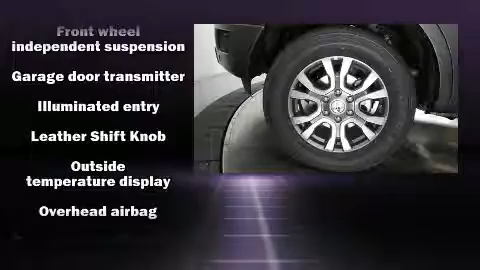 Front wheel
independent suspension
Garage door transmitter
Illuminated entry
Leather Shift Knob
Outside
temperature display
Overhead airbag